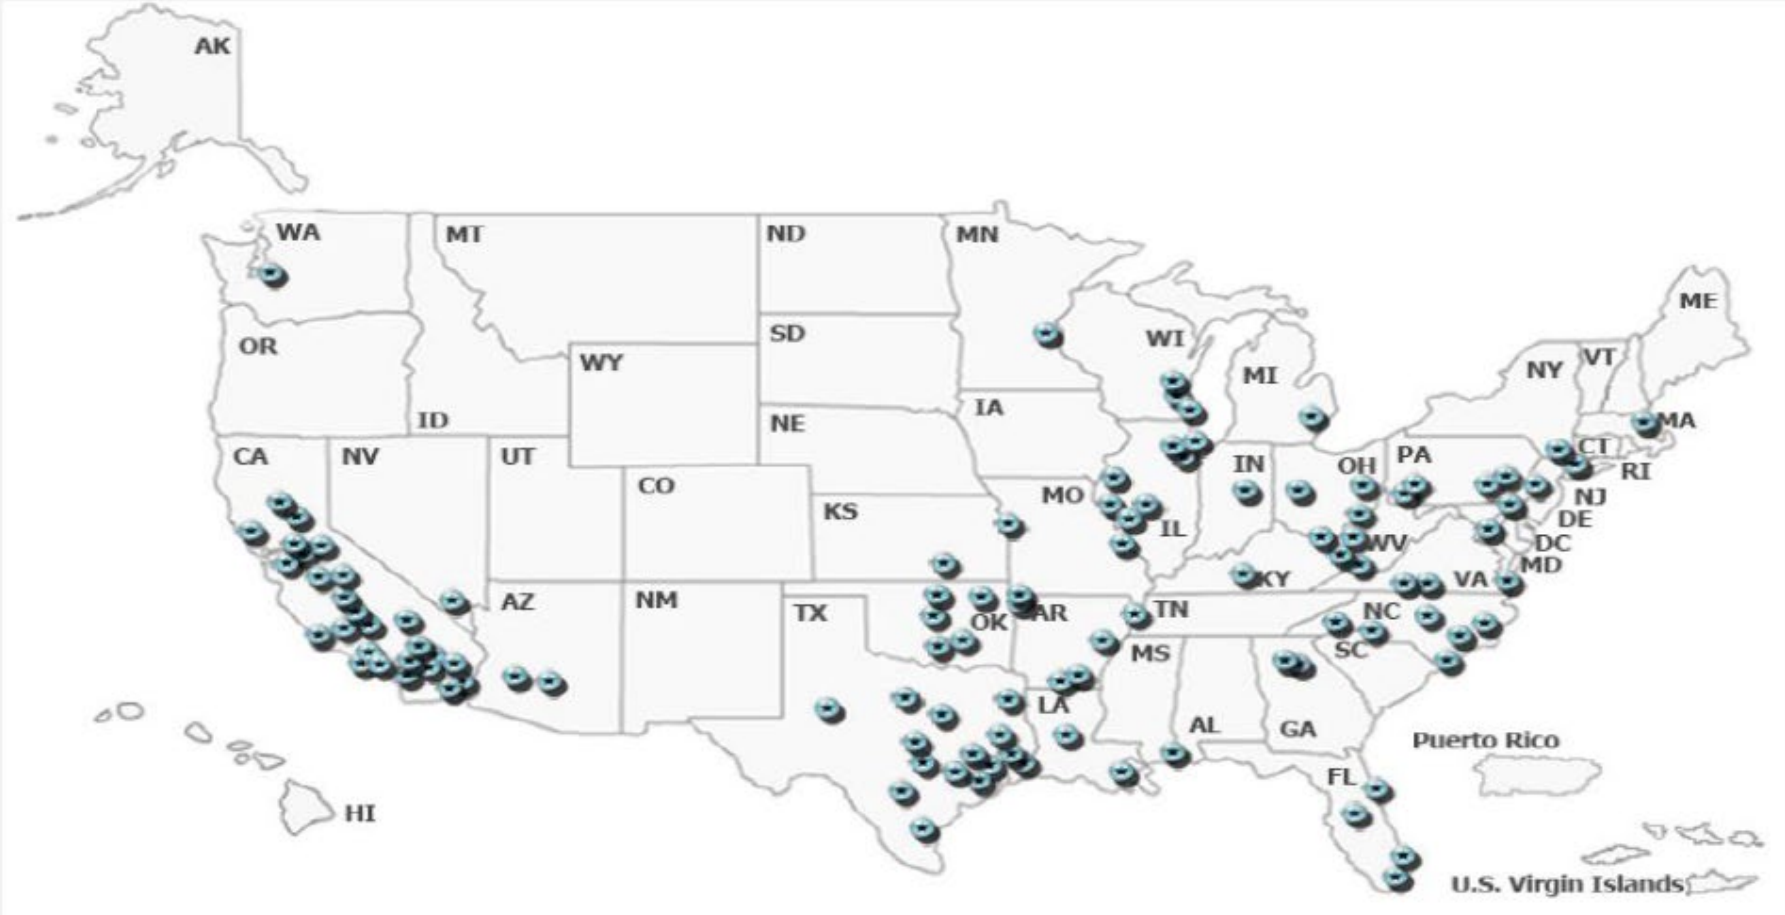 AK
WA
MT
ND
MN
ME
OR
SD
WI
VT
NY
WY
MI
ID
IA
NE
MA
CA
NV
UT
CT
PA
IN
OH
RI
CO
MO
NJ
KS
DE
IL
WV
DC
MD
KY
VA
AZ
NM
TX
AR
TN
NC
OK
MS
SC
LA
AL
GA
Puerto Rico
FL
HI
U.S. Virgin Islands